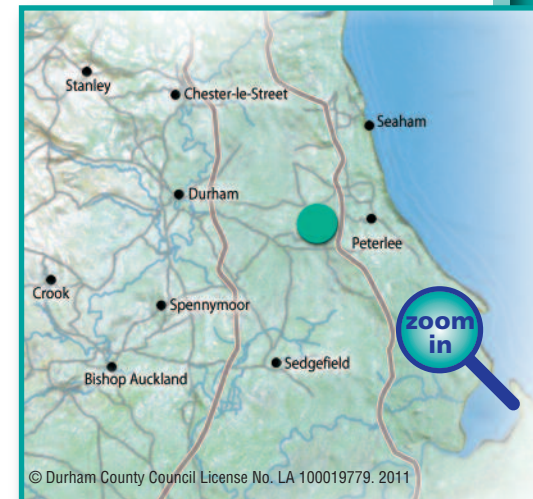 Stanley
Chester-le-Street
Seaham
Durham
Peterlee
Crook
Spennymoor
zoom
in
Sedgefield
Bishop Auckland
© Durham County Council License No. LA 100019779. 2011